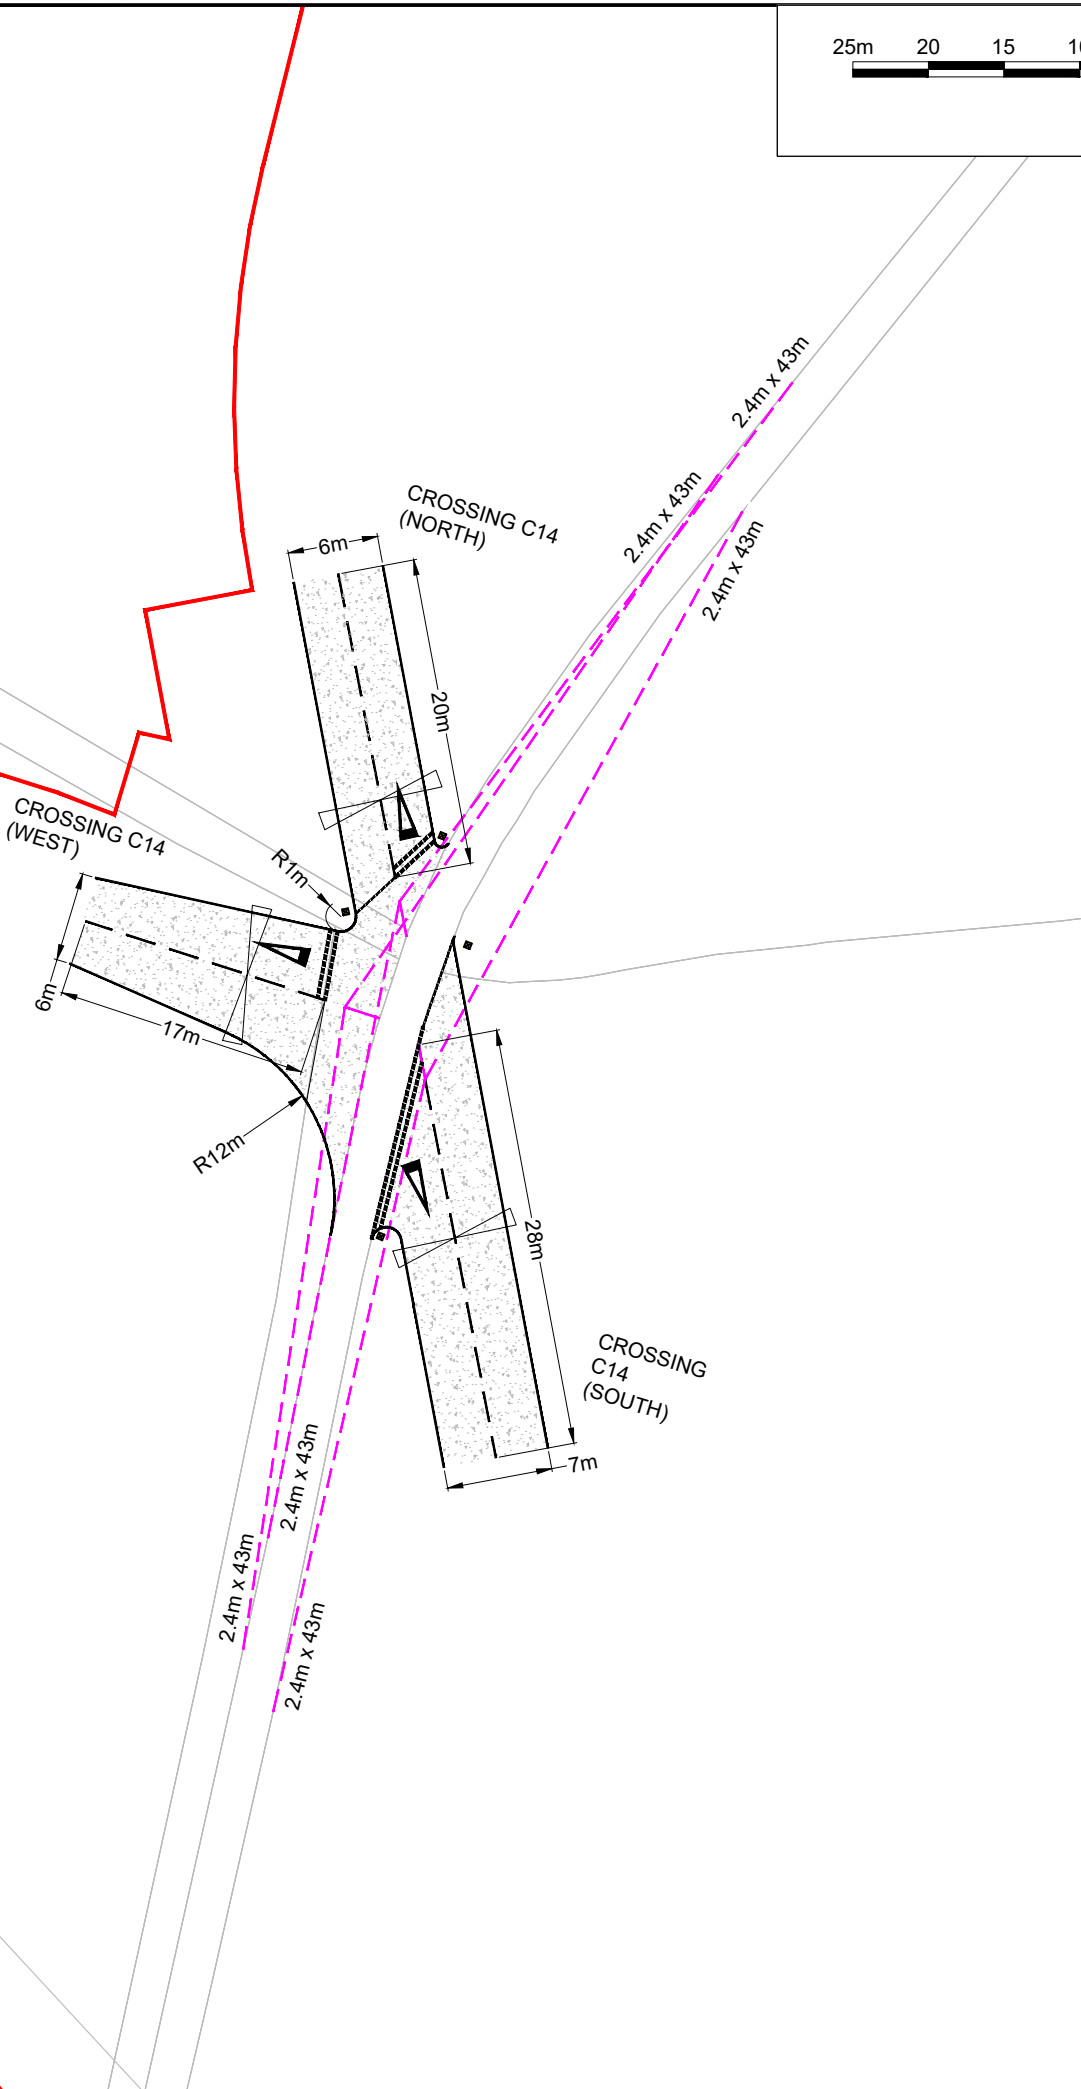 25m 20 15
2.4m x 43m
2.4m x 43m
2.4m x 43m
CROSSING C14
(NORTH)
6m
20m
CROSSING C14
(WEST)
R1m
6m
17m
R12m
28m
CROSSING
C14
(SOUTH)
7m
2.4m x 43m
2.4m x 43m
2.4m x 43m